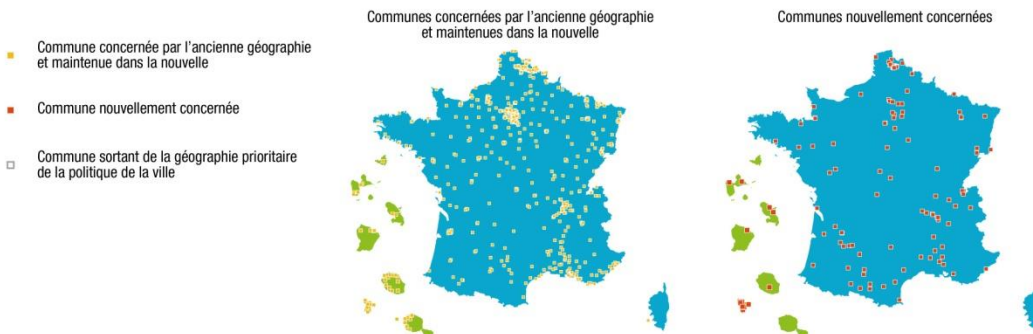 Commune concernée par l’ancienne géographie
et maintenue dans la nouvelle
Commune nouvellement concernée
Commune sortant de la géographie prioritaire
de la politique de la ville
Communes concernées par l’ancienne géographie
et maintenues dans la nouvelle
Communes nouvellement concernées